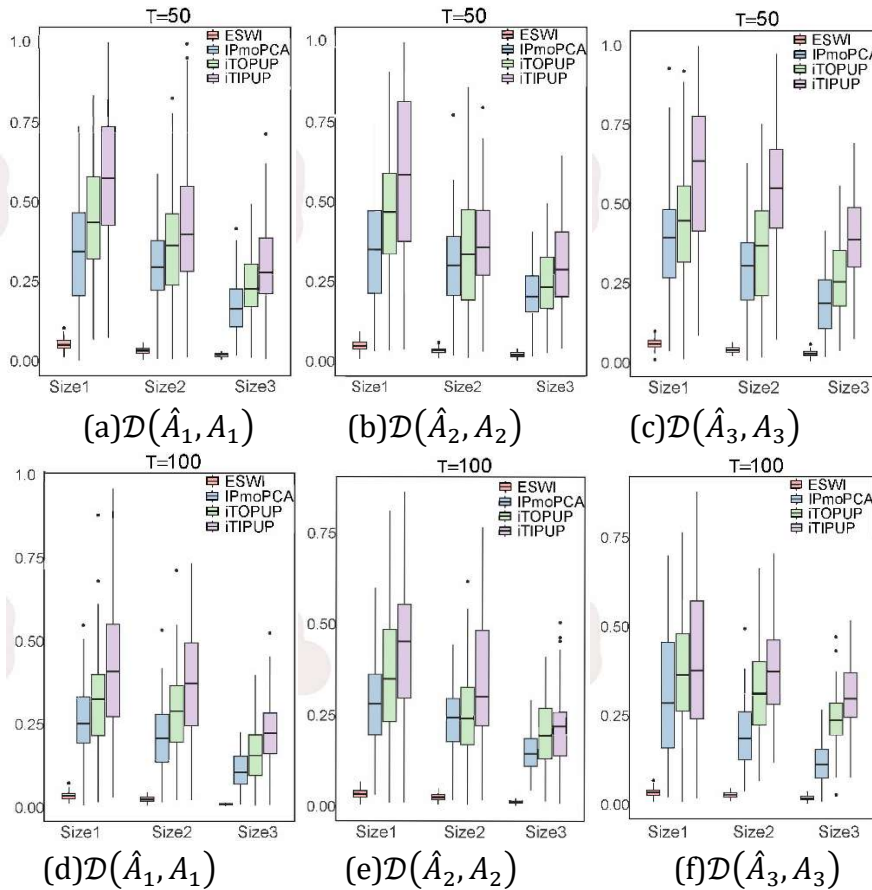 T=50
ESWI
IPmoPCA
iTOPUP
iTIPUP
1.0
0.75
0.50
0.25
0.00
Size1 Size2 Size3
(a)𝒟(Â₁, A₁)
T=50
ESWI
IPmoPCA
iTOPUP
iTIPUP
1.0
0.75
0.50
0.25
0.00
Size1 Size2 Size3
(b)𝒟(Â₂, A₂)
T=50
ESWI
IPmoPCA
iTOPUP
iTIPUP
1.0
0.75
0.50
0.25
0.00
Size1 Size2 Size3
(c)𝒟(Â₃, A₃)
T=100
ESWI
IPmoPCA
iTOPUP
iTIPUP
1.0
0.75
0.50
0.25
0.00
Size1 Size2 Size3
(d)𝒟(Â₁, A₁)
T=100
ESWI
IPmoPCA
iTOPUP
iTIPUP
0.75
0.50
0.25
0.00
Size1 Size2 Size3
(e)𝒟(Â₂, A₂)
T=100
ESWI
IPmoPCA
iTOPUP
iTIPUP
0.75
0.50
0.25
0.00
Size1 Size2 Size3
(f)𝒟(Â₃, A₃)